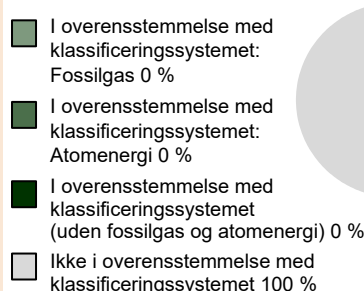 I overensstemmelse med
klassificeringssystemet:
Fossilgas 0 %
I overensstemmelse med
klassificeringssystemet:
Atomenergi 0 %
I overensstemmelse med
klassificeringssystemet
(uden fossilgas og atomenergi) 0 %
Ikke i overensstemmelse med
klassificeringssystemet 100 %